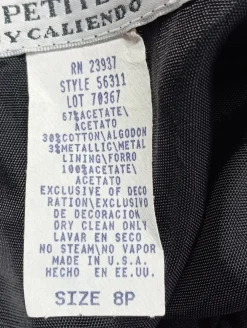 PETITE
Y CALIENDO
RN 23937
STYLE 56311
LOT 70367
67%ACETATE\
ACETATO
30%COTTON\ALGODON
3%METALLIC\METAL
LINING\FORRO
100%ACETATE\
ACETATO
EXCLUSIVE OF DECO
RATION\EXCLUSIVO
DE DECORACION
DRY CLEAN ONLY
LAVAR EN SECO
NO STEAM\NO VAPOR
MADE IN U.S.A.
HECHO EN EE.UU.
SIZE 8P